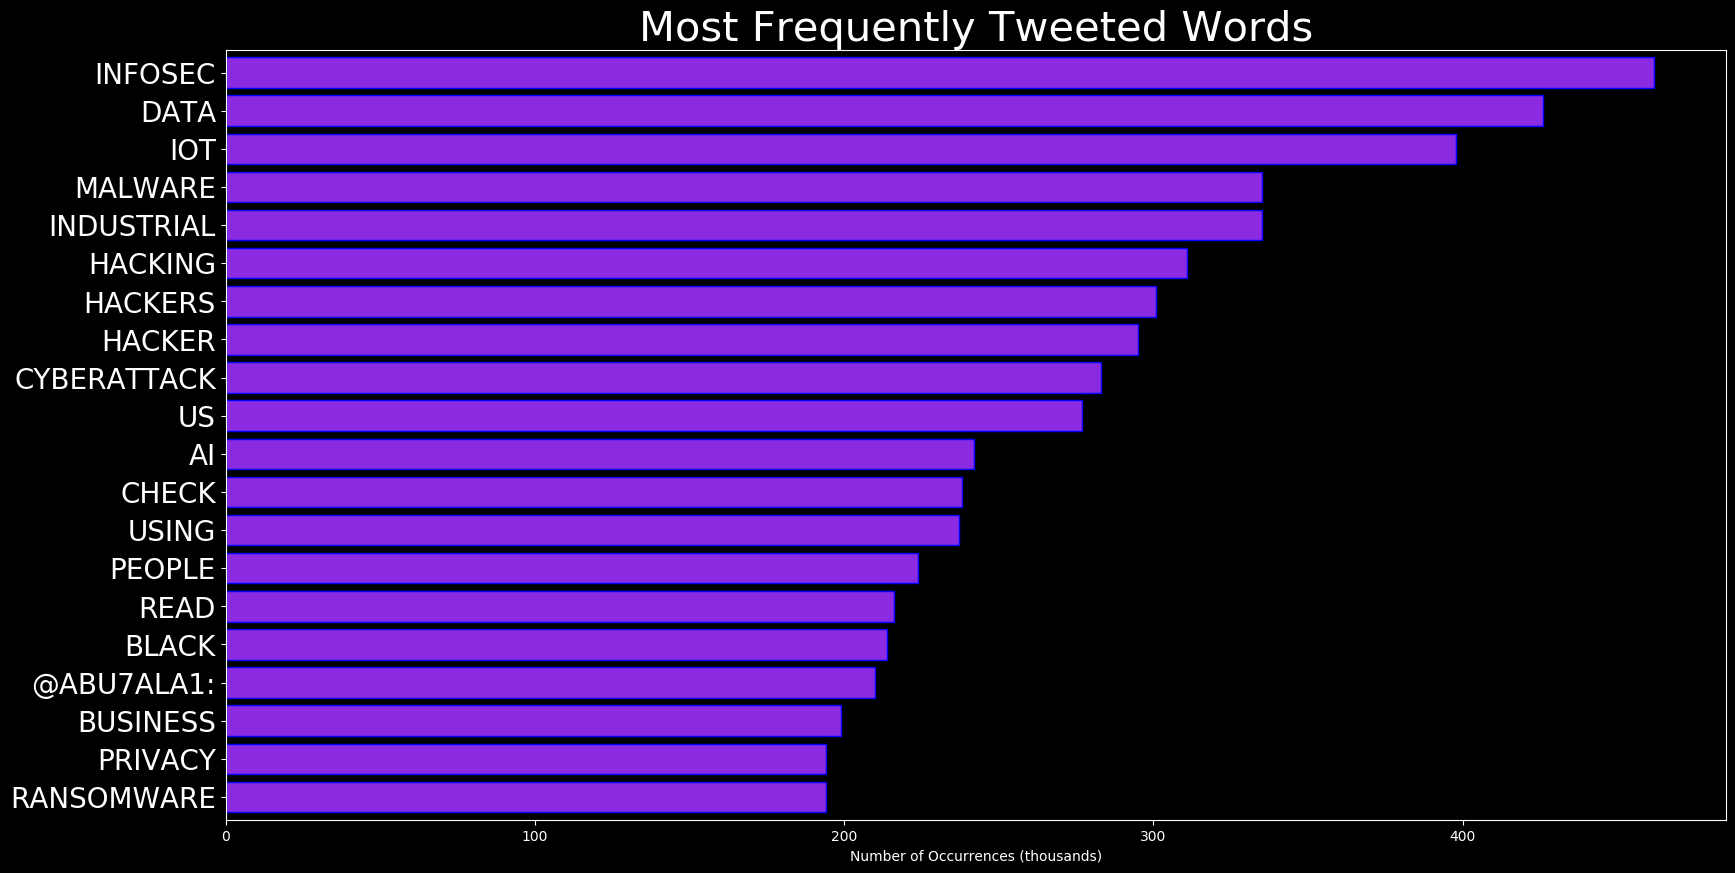 Most Frequently Tweeted Words
INFOSEC
DATA
IOT
MALWARE
INDUSTRIAL
HACKING
HACKERS
HACKER
CYBERATTACK
US
AI
CHECK
USING
PEOPLE
READ
BLACK
@ABU7ALA1:
BUSINESS
PRIVACY
RANSOMWARE
0 100 200 300 400
Number of Occurrences (thousands)